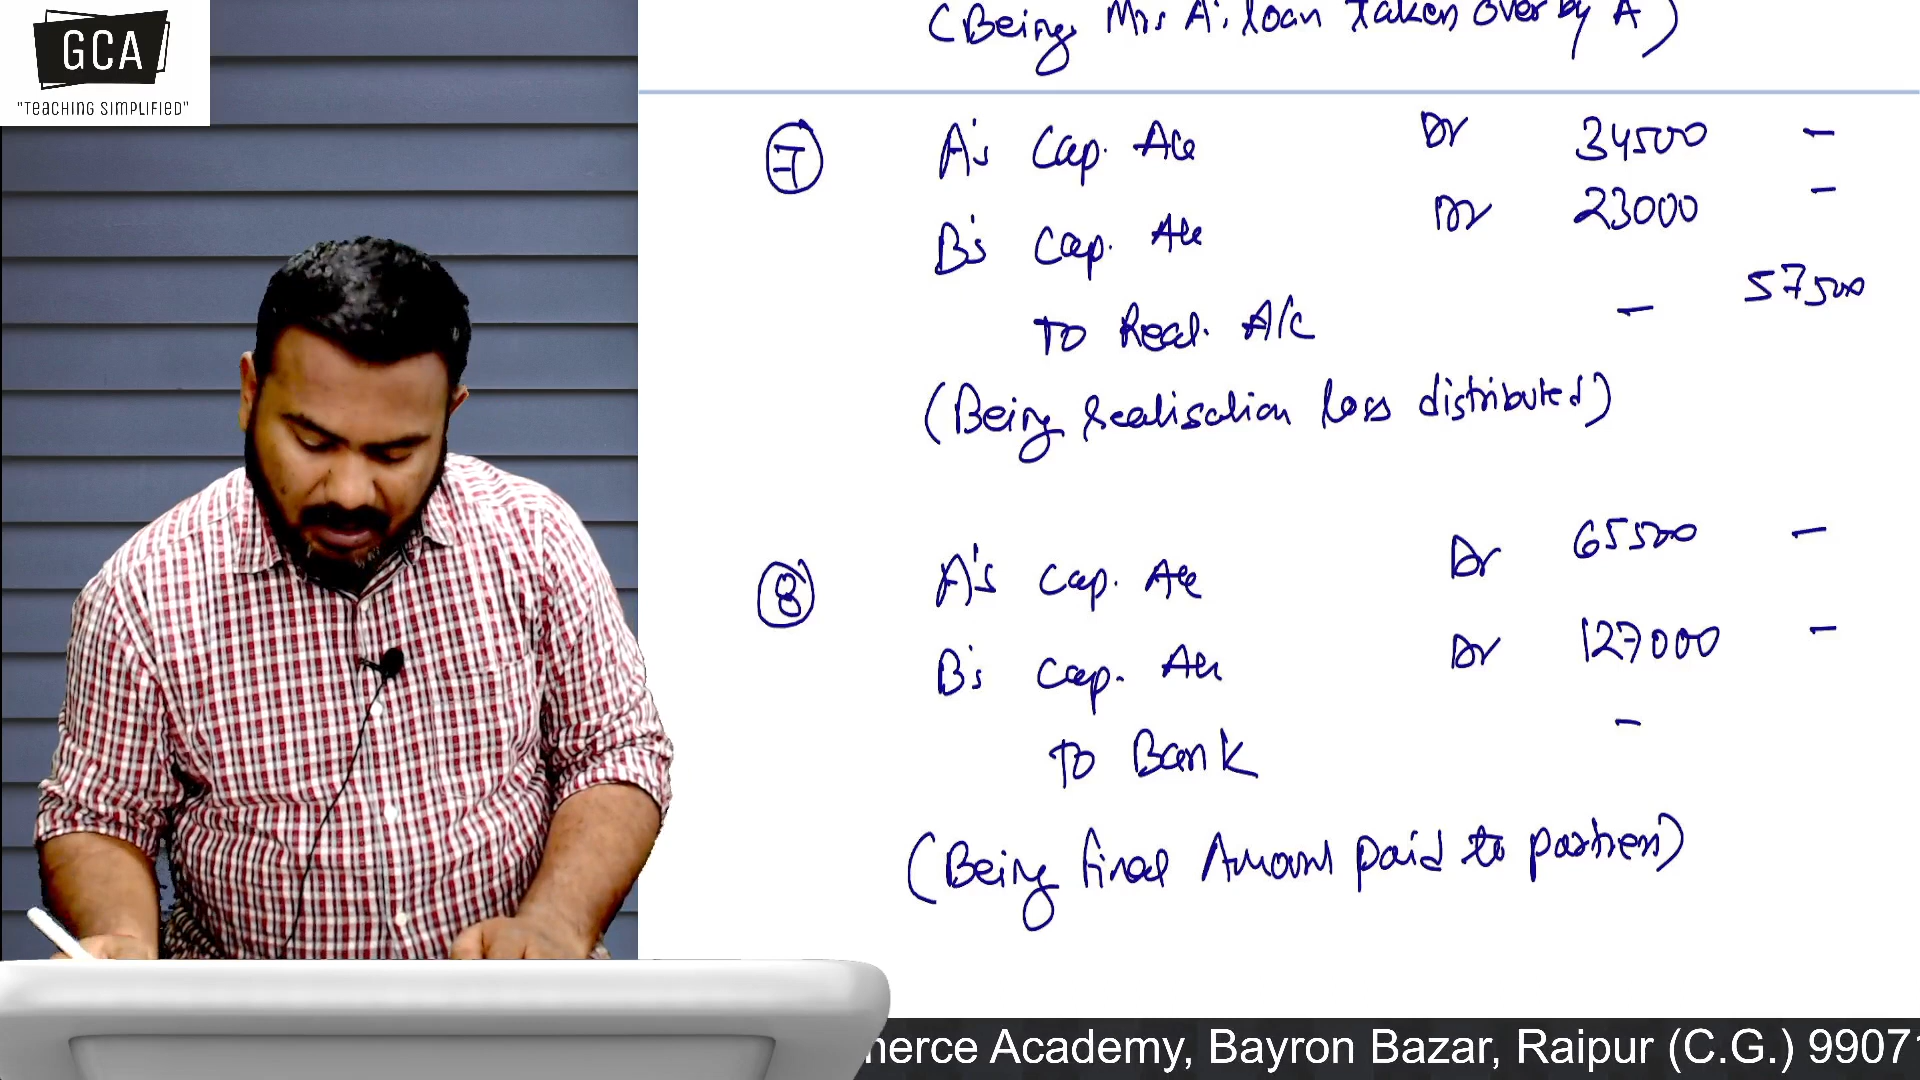 GCA
"TEACHING SIMPLIFIED"
(Being Mrs A's loan taken over by A)
7 A's Cap. A/c Dr 34500 –
B's Cap. A/c Dr 23000 –
To Real. A/c – 57500
(Being realisation loss distributed)
8 A's Cap. A/c Dr 65500 –
B's Cap. A/c Dr 127000 –
To Bank –
(Being final Amount paid to partners)
merce Academy, Bayron Bazar, Raipur (C.G.) 9907